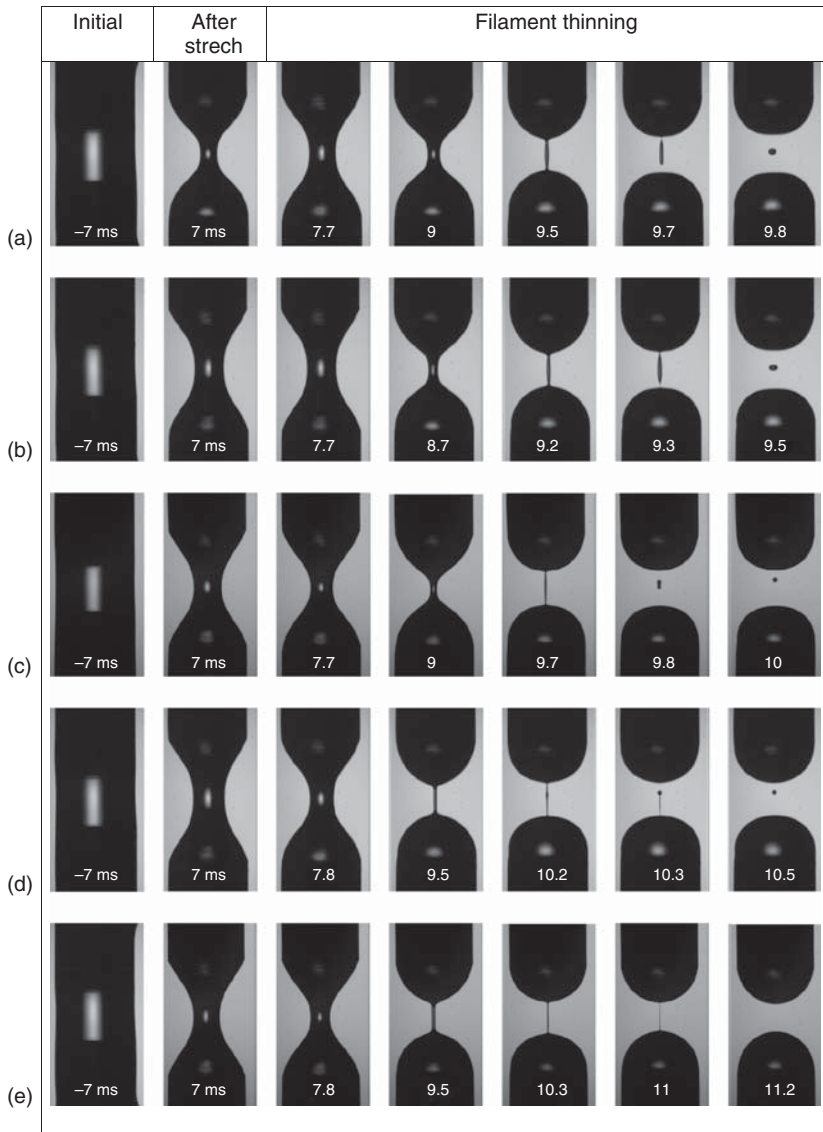 Initial
After
strech
Filament thinning
(a)
–7 ms 7 ms 7.7 9 9.5 9.7 9.8
(b)
–7 ms 7 ms 7.7 8.7 9.2 9.3 9.5
(c)
–7 ms 7 ms 7.7 9 9.7 9.8 10
(d)
–7 ms 7 ms 7.8 9.5 10.2 10.3 10.5
(e)
–7 ms 7 ms 7.8 9.5 10.3 11 11.2